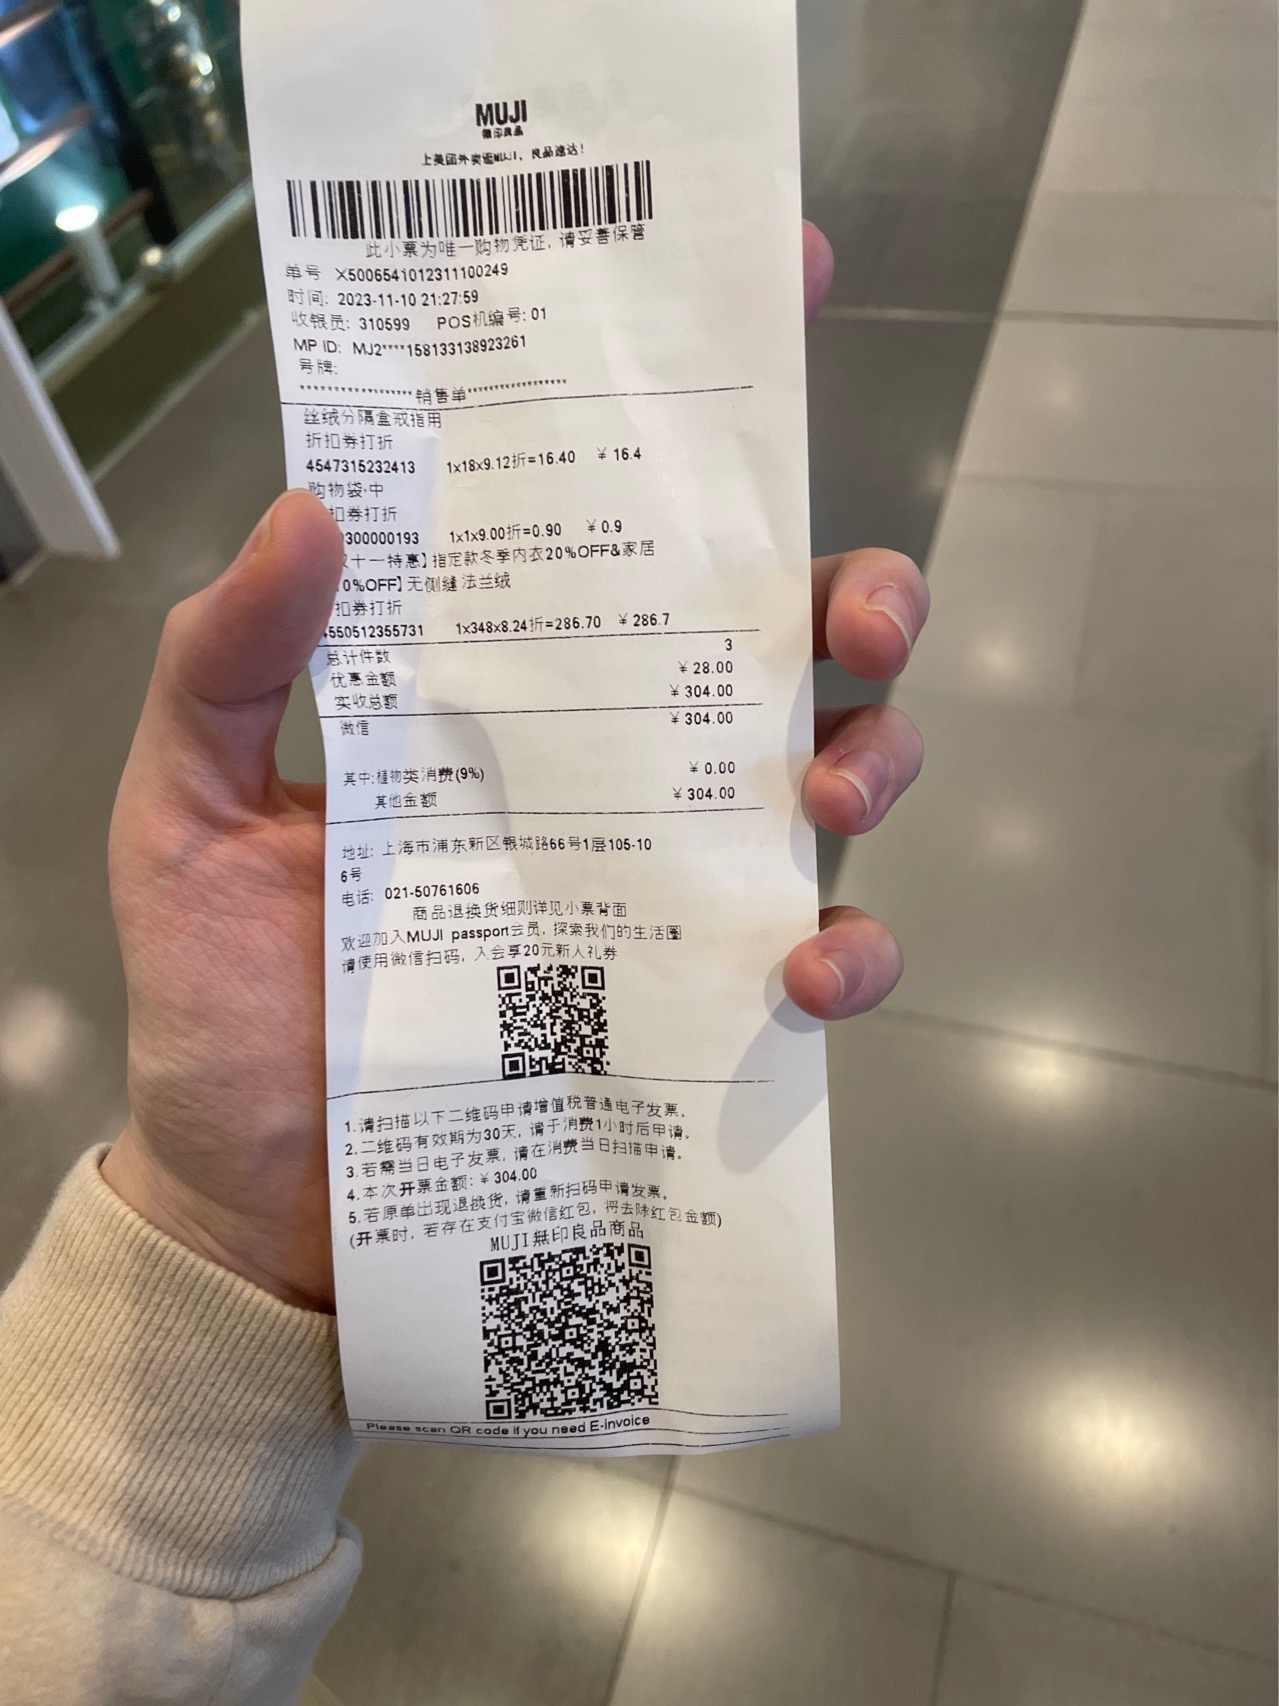 MUJI
無印良品
上美团外卖逛MUJI，良品速达！
此小票为唯一购物凭证，请妥善保管
单号 X5006541012311100249
时间：2023-11-10 21:27:59
收银员：310599 POS机编号：01
MP ID: MJ2****158133138923261
号牌：
******************销售单******************
丝绒分隔盒戒指用
折扣券打折
4547315232413 1x18x9.12折=16.40 ￥16.4
购物袋·中
扣券打折
300000193 1x1x9.00折=0.90 ￥0.9
十一特惠】指定款冬季内衣20%OFF&家居
0%OFF】无侧缝法兰绒
扣券打折
4550512355731 1x348x8.24折=286.70 ￥286.7
总计件数 3
优惠金额 ￥28.00
实收总额 ￥304.00
微信 ￥304.00
其中:植物类消费(9%) ￥0.00
其他金额 ￥304.00
地址：上海市浦东新区银城路66号1层105-10
6号
电话：021-50761606
商品退换货细则详见小票背面
欢迎加入MUJI passport会员，探索我们的生活圈
请使用微信扫码，入会享20元新人礼券
1.请扫描以下二维码申请增值税普通电子发票。
2.二维码有效期为30天，请于消费1小时后申请。
3.若需当日电子发票，请在消费当日扫描申请。
4.本次开票金额：￥304.00
5.若原单出现退换货，请重新扫码申请发票。
(开票时，若存在支付宝微信红包，将去除红包金额)
MUJI無印良品商品
Please scan QR code if you need E-invoice